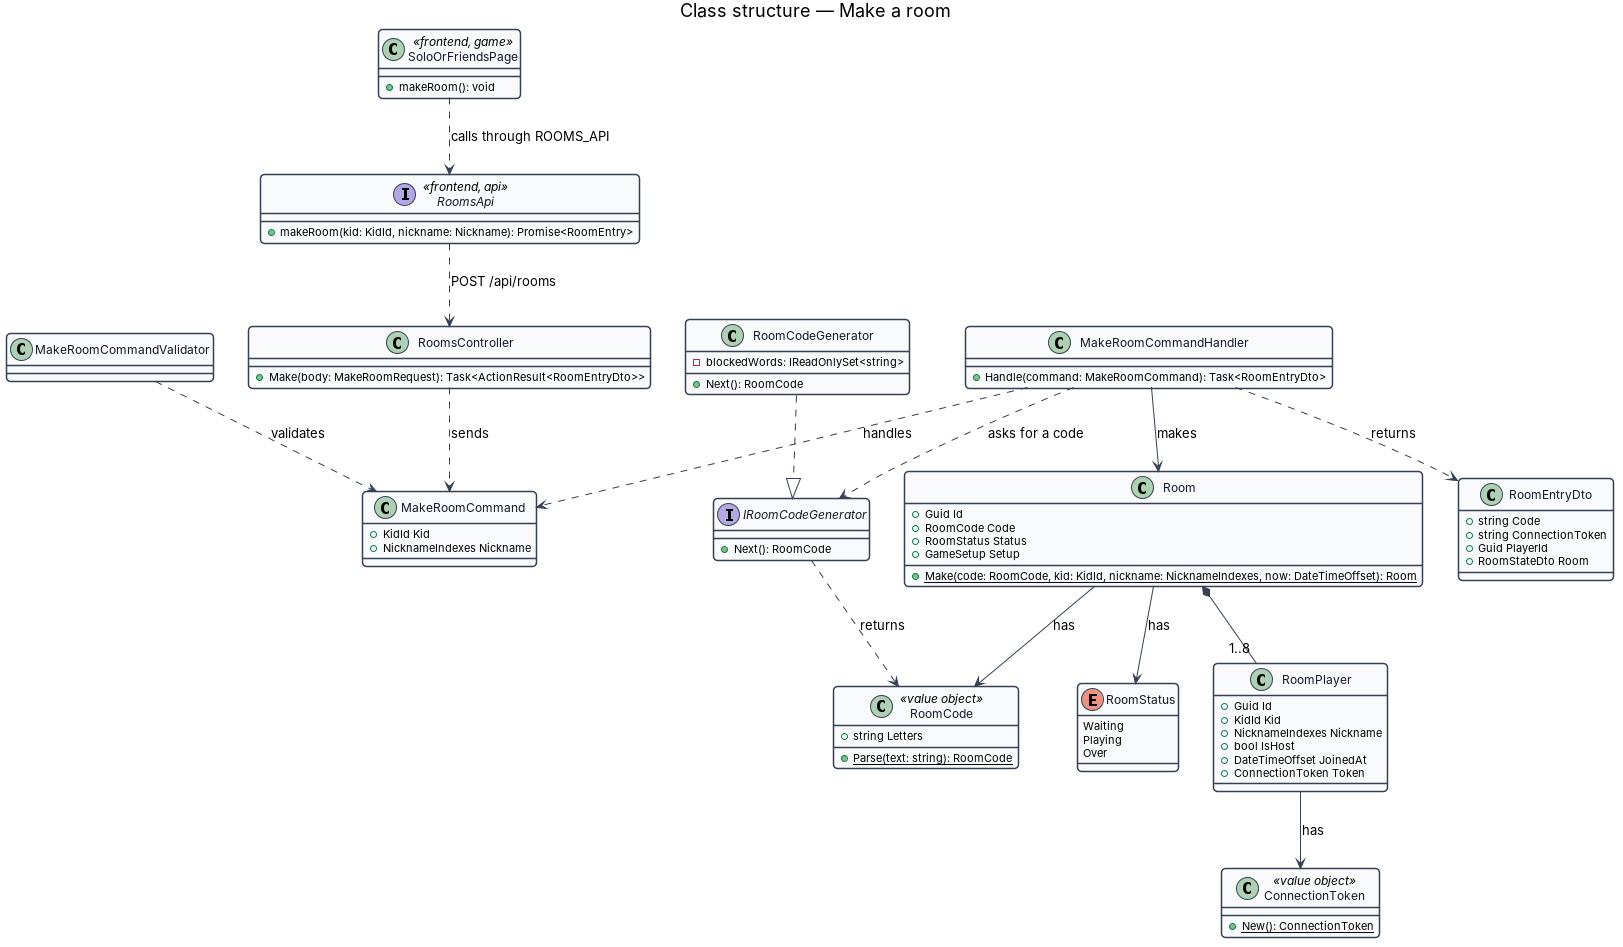 Class structure — Make a room
«frontend, game»
C
SoloOrFriendsPage
makeRoom(): void
calls through ROOMS_API
«frontend, api»
I
RoomsApi
makeRoom(kid: KidId, nickname: Nickname): Promise<RoomEntry>
POST /api/rooms
C MakeRoomCommandValidator
C RoomsController
Make(body: MakeRoomRequest): Task<ActionResult<RoomEntryDto>>
C RoomCodeGenerator
blockedWords: IReadOnlySet<string>
Next(): RoomCode
C MakeRoomCommandHandler
Handle(command: MakeRoomCommand): Task<RoomEntryDto>
validates
sends
handles
asks for a code
makes
returns
C MakeRoomCommand
KidId Kid
NicknameIndexes Nickname
I IRoomCodeGenerator
Next(): RoomCode
C Room
Guid Id
RoomCode Code
RoomStatus Status
GameSetup Setup
Make(code: RoomCode, kid: KidId, nickname: NicknameIndexes, now: DateTimeOffset): Room
C RoomEntryDto
string Code
string ConnectionToken
Guid PlayerId
RoomStateDto Room
returns
has
has
1..8
«value object»
C
RoomCode
string Letters
Parse(text: string): RoomCode
E RoomStatus
Waiting
Playing
Over
C RoomPlayer
Guid Id
KidId Kid
NicknameIndexes Nickname
bool IsHost
DateTimeOffset JoinedAt
ConnectionToken Token
has
«value object»
C
ConnectionToken
New(): ConnectionToken